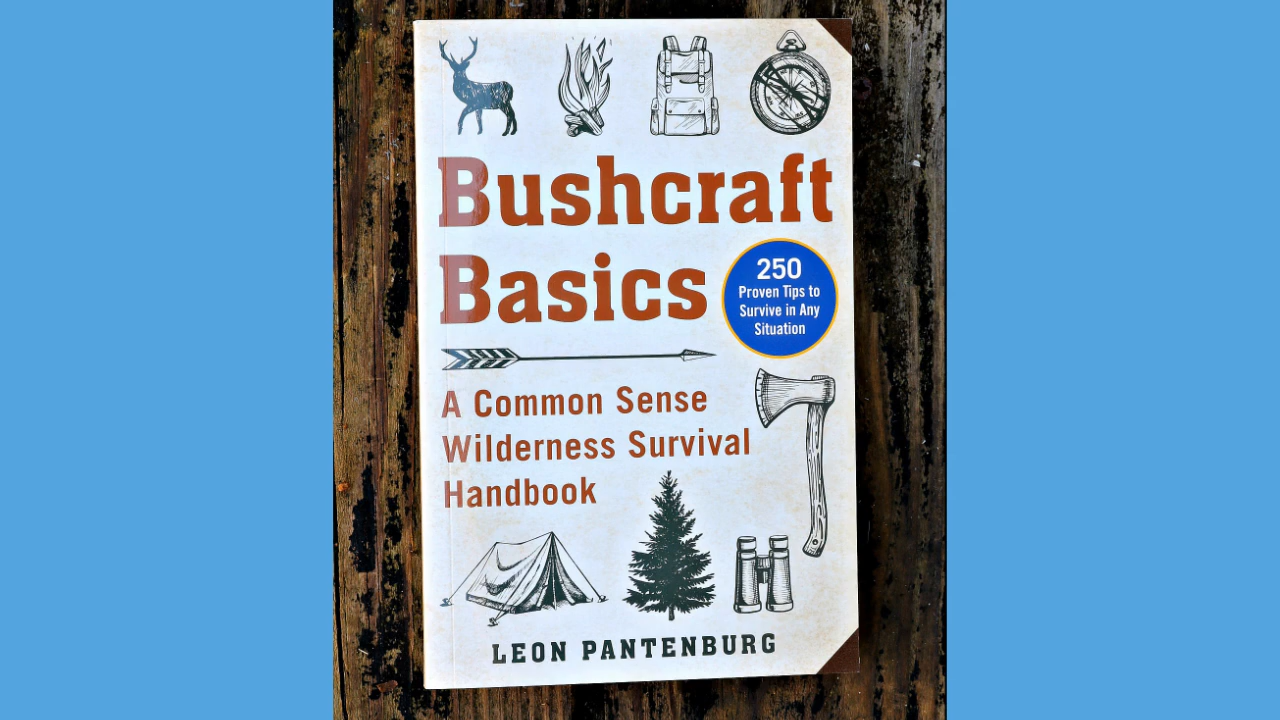 Bushcraft
Basics
250
Proven Tips to
Survive in Any
Situation
A Common Sense
Wilderness Survival
Handbook
LEON PANTENBURG